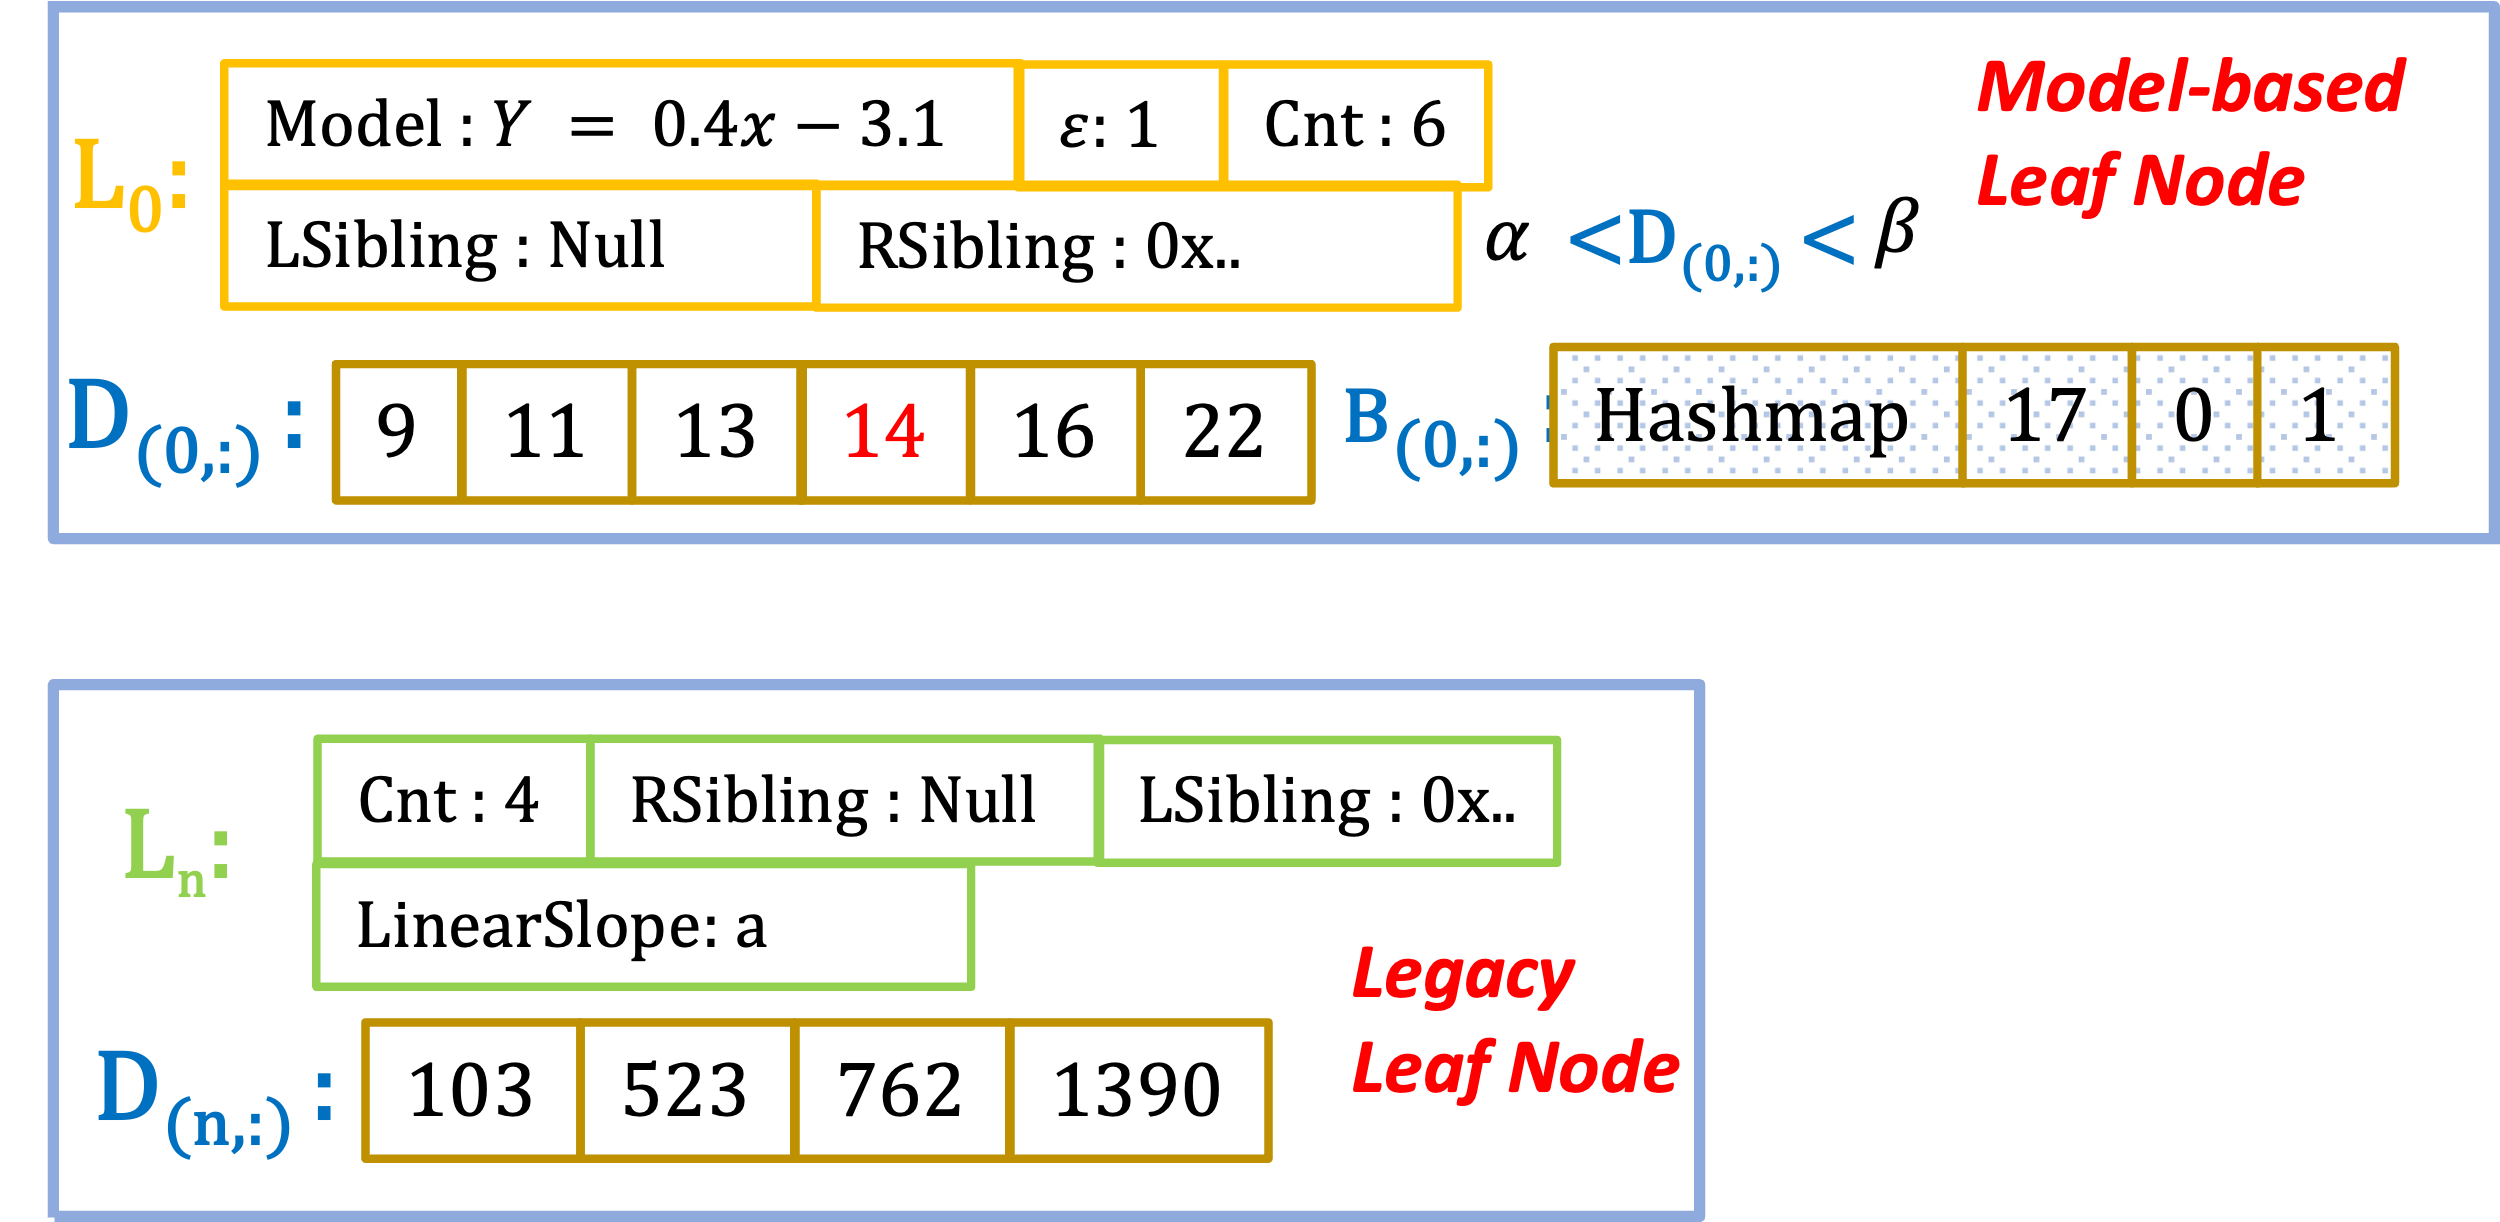 Model-based
Leaf Node
L0:
Model : Y = 0.4x − 3.1 ε: 1 Cnt : 6
LSibling : Null RSibling : 0x..
α < D(0,:) < β
D(0,:) : 9 11 13 14 16 22
B(0,:) : Hashmap 17 0 1
Ln:
Cnt : 4 RSibling : Null LSibling : 0x..
LinearSlope: a
Legacy
Leaf Node
D(n,:) : 103 523 762 1390